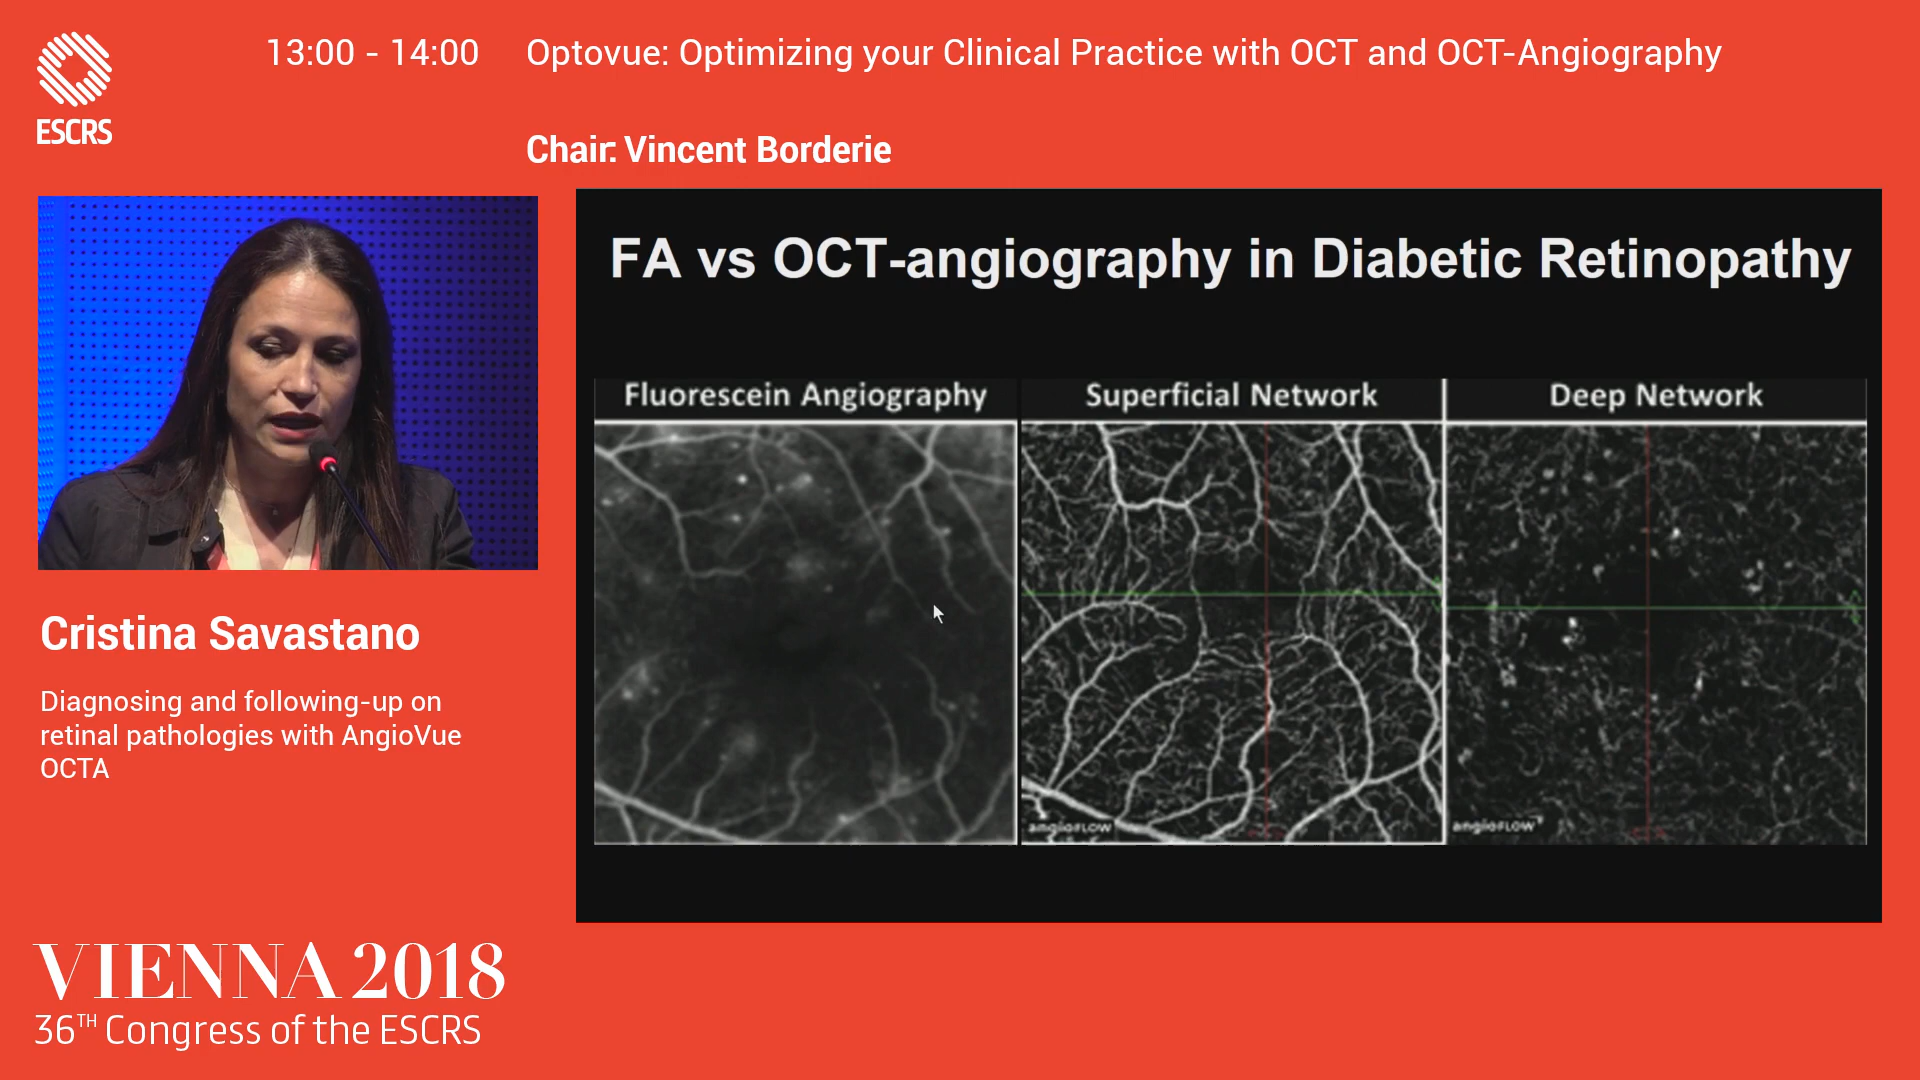 ESCRS
13:00 - 14:00 Optovue: Optimizing your Clinical Practice with OCT and OCT-Angiography
Chair: Vincent Borderie
FA vs OCT-angiography in Diabetic Retinopathy
Fluorescein Angiography
Superficial Network
Deep Network
angioFLOW
angioFLOW
Cristina Savastano
Diagnosing and following-up on
retinal pathologies with AngioVue
OCTA
VIENNA 2018
36TH Congress of the ESCRS